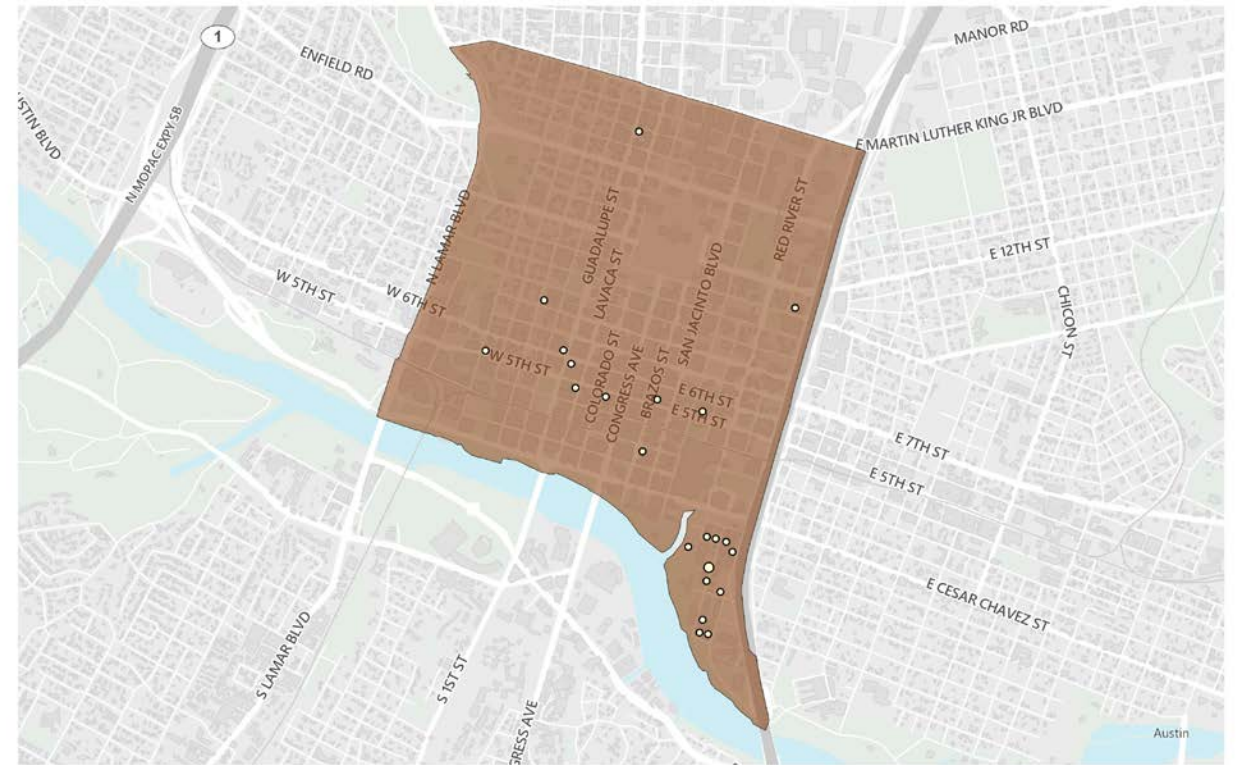 1
ENFIELD RD
MANOR RD
N MOPAC EXPY SB
USTIN BLVD
E MARTIN LUTHER KING JR BLVD
GUADALUPE ST
RED RIVER ST
N LAMAR BLVD
LAVACA ST
SAN JACINTO BLVD
E 12TH ST
W 5TH ST
W 6TH ST
CHICON ST
W 5TH ST
COLORADO ST
CONGRESS AVE
BRAZOS ST
E 6TH ST
E 5TH ST
E 7TH ST
E 5TH ST
E CESAR CHAVEZ ST
S LAMAR BLVD
S 1ST ST
GRESS AVE
Austin